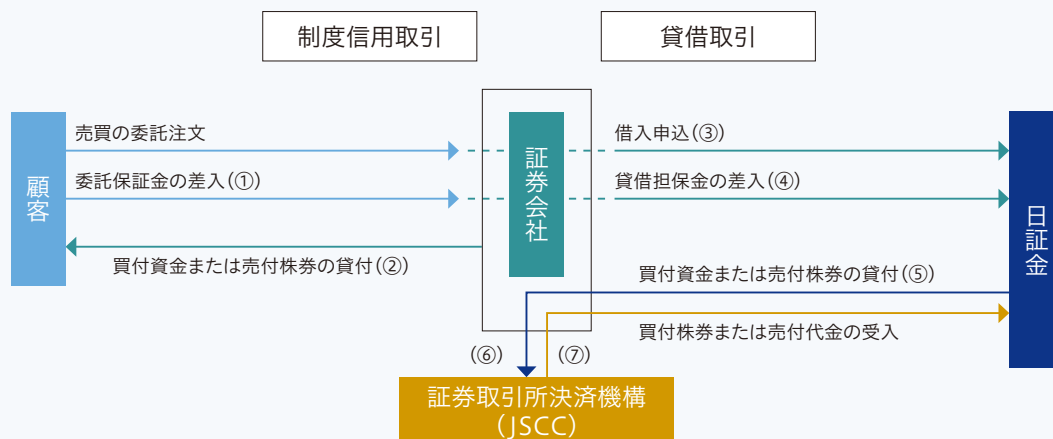 制度信用取引
貸借取引
顧客
売買の委託注文
委託保証金の差入(①)
買付資金または売付株券の貸付(②)
証券会社
借入申込(③)
貸借担保金の差入(④)
買付資金または売付株券の貸付(⑤)
買付株券または売付代金の受入
日証金
(⑥)
(⑦)
証券取引所決済機構
(JSCC)